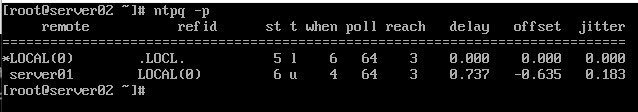 [root@server02 ~]# ntpq -p
     remote           refid      st t when poll reach   delay   offset  jitter
==============================================================================
*LOCAL(0)        .LOCL.           5 l    6   64    3    0.000    0.000   0.000
 server01        LOCAL(0)         6 u    4   64    3    0.737   -0.635   0.183
[root@server02 ~]#